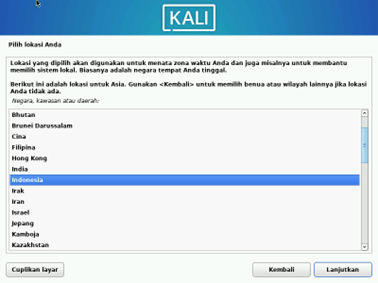 KALI
Pilih lokasi Anda
Lokasi yang dipilih akan digunakan untuk menata zona waktu Anda dan juga misalnya untuk membantu
memilih sistem lokal. Biasanya adalah negara tempat Anda tinggal.
Berikut ini adalah lokasi untuk Asia. Gunakan <Kembali> untuk memilih benua atau wilayah lainnya jika lokasi
Anda tidak ada.
Negara, kawasan atau daerah:
Bhutan
Brunei Darussalam
Cina
Filipina
Hong Kong
India
Indonesia
Irak
Iran
Israel
Jepang
Kamboja
Kazakhstan
Cuplikan layar
Kembali
Lanjutkan